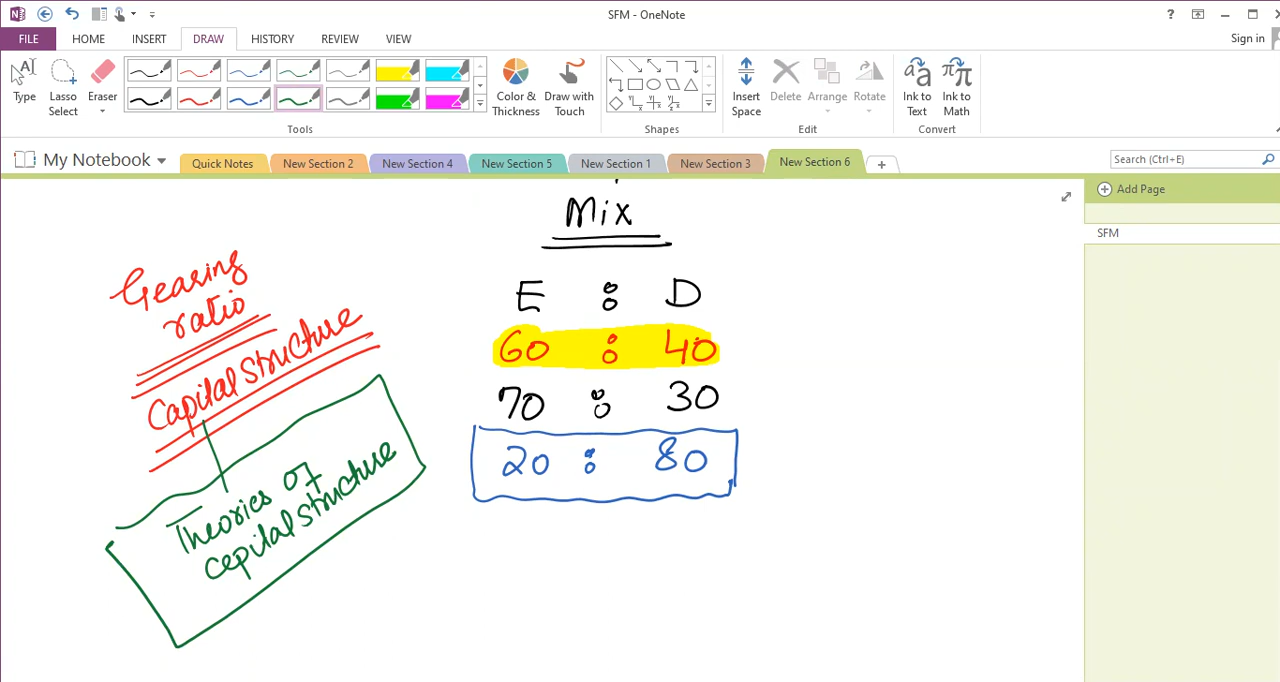 SFM - OneNote
?
Sign in
FILE HOME INSERT DRAW HISTORY REVIEW VIEW
Type
Lasso Select
Eraser
Color & Thickness
Draw with Touch
Insert Space
Delete
Arrange
Rotate
Ink to Text
Ink to Math
Tools
Shapes
Edit
Convert
My Notebook
Quick Notes
New Section 2
New Section 4
New Section 5
New Section 1
New Section 3
New Section 6
Search (Ctrl+E)
Add Page
SFM
Mix
E : D
60 : 40
70 : 30
20 : 80
Gearing
ratio
Capital structure
Theories of
capital structure